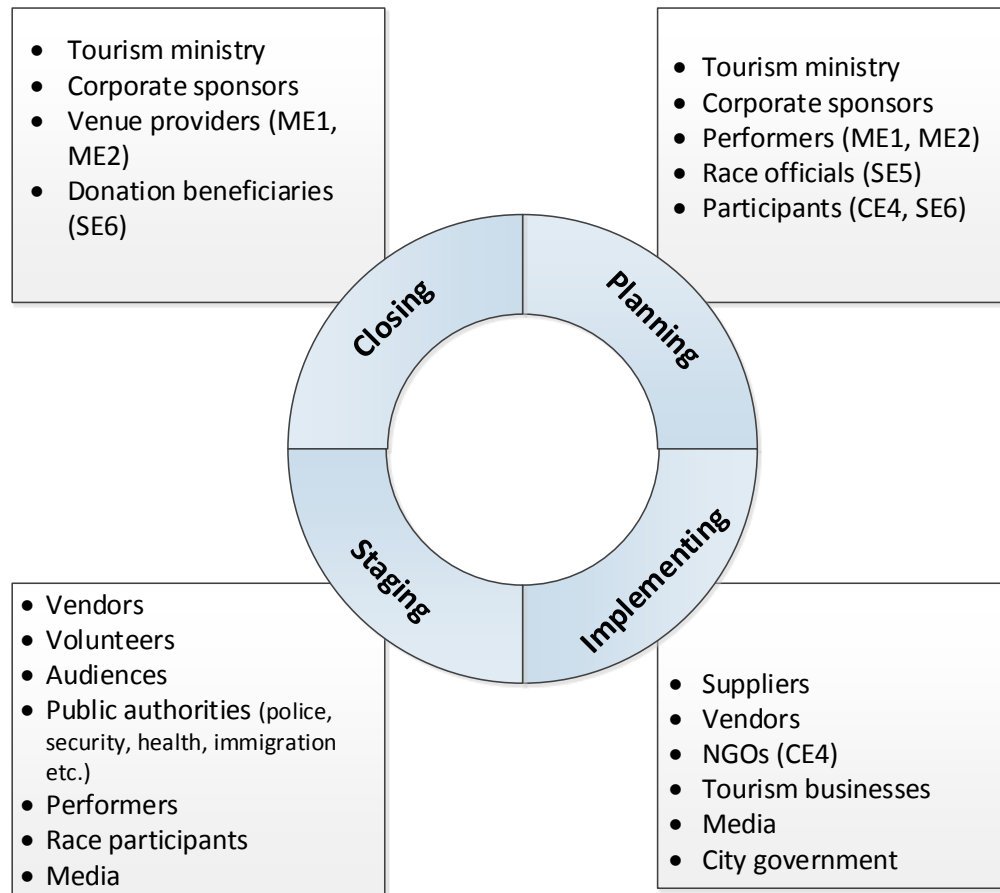 • Tourism ministry
• Corporate sponsors
• Venue providers (ME1,
ME2)
• Donation beneficiaries
(SE6)
• Tourism ministry
• Corporate sponsors
• Performers (ME1, ME2)
• Race officials (SE5)
• Participants (CE4, SE6)
Closing
Planning
Staging
Implementing
• Vendors
• Volunteers
• Audiences
• Public authorities (police,
security, health, immigration
etc.)
• Performers
• Race participants
• Media
• Suppliers
• Vendors
• NGOs (CE4)
• Tourism businesses
• Media
• City government